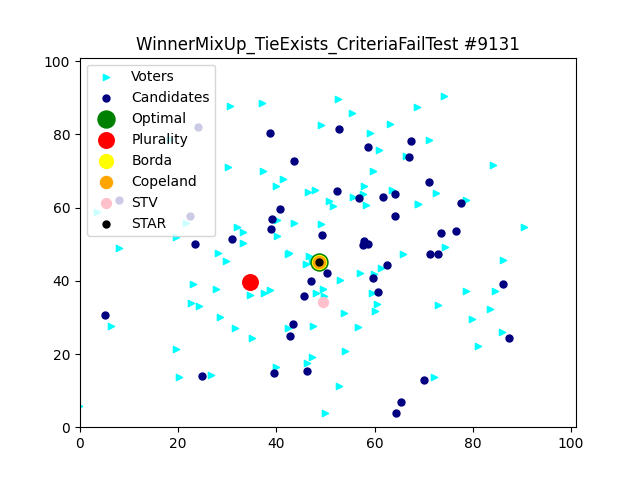 WinnerMixUp_TieExists_CriteriaFailTest #9131
100
80
60
40
20
0
Voters
Candidates
Optimal
Plurality
Borda
Copeland
STV
STAR
0 20 40 60 80 100